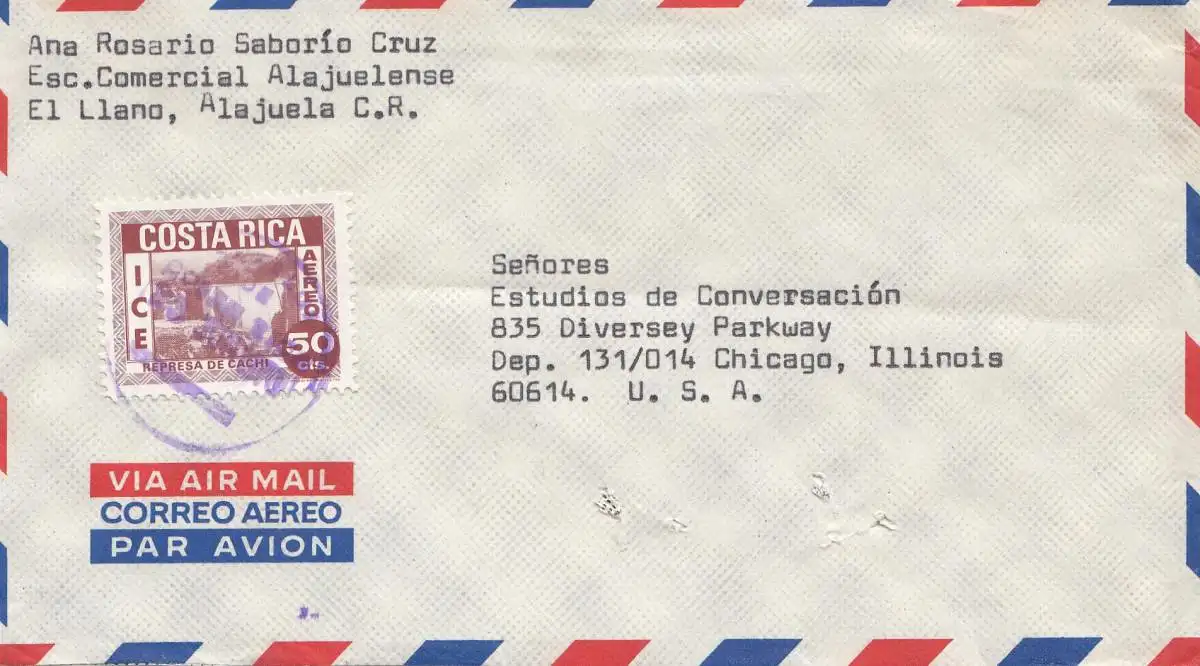 Ana Rosario Saborío Cruz
Esc.Comercial Alajuelense
El Llano, Alajuela C.R.
COSTA RICA
ICE
AEREO
50
cts.
REPRESA DE CACHI
Señores
Estudios de Conversación
835 Diversey Parkway
Dep. 131/014 Chicago, Illinois
60614. U. S. A.
VIA AIR MAIL
CORREO AEREO
PAR AVION